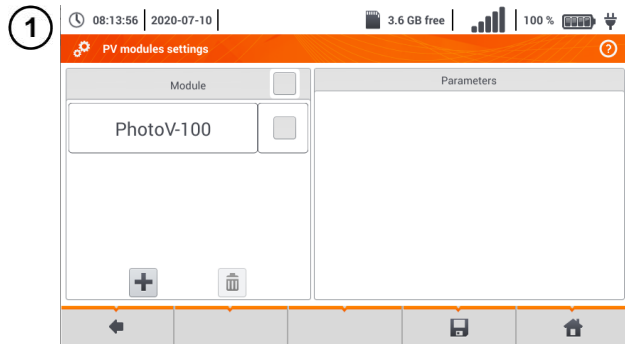 1
08:13:56 2020-07-10 3.6 GB free 100 %
PV modules settings ?
Module Parameters
PhotoV-100